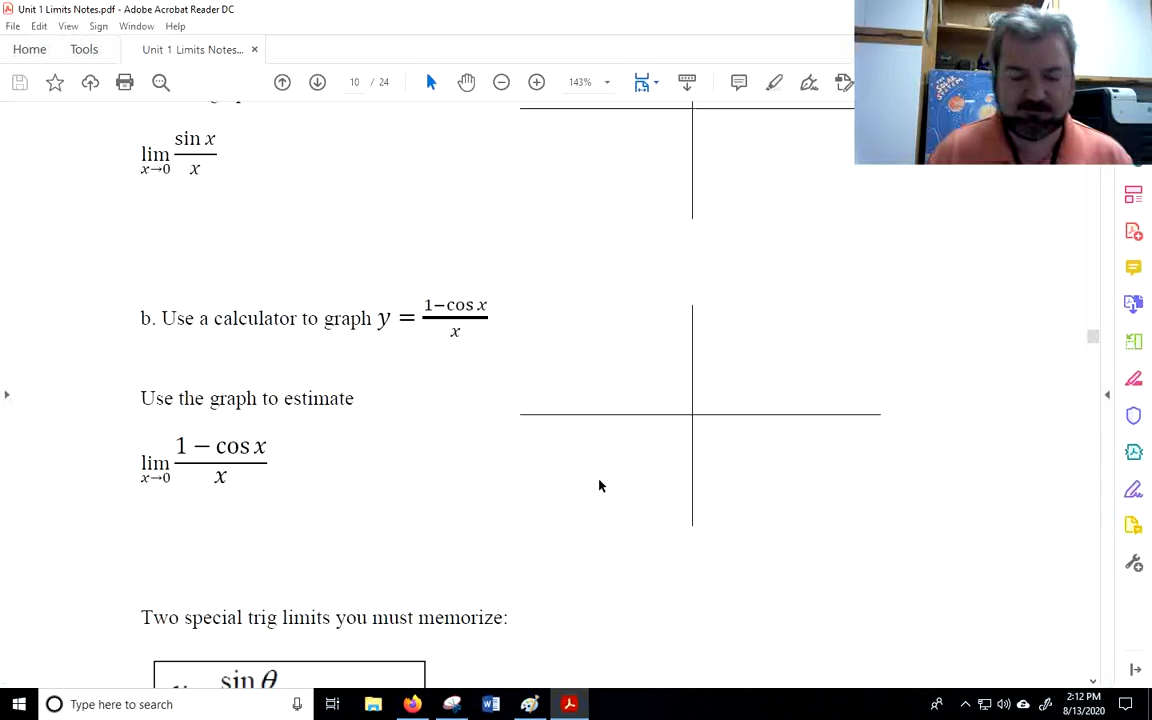 Unit 1 Limits Notes.pdf - Adobe Acrobat Reader DC
File Edit View Sign Window Help
Home Tools Unit 1 Limits Notes... ×
10 / 24 143%
lim x→0 sin x / x
b. Use a calculator to graph y = 1−cos x / x
Use the graph to estimate
lim x→0 1 − cos x / x
Two special trig limits you must memorize:
sin θ
Type here to search
2:12 PM
8/13/2020